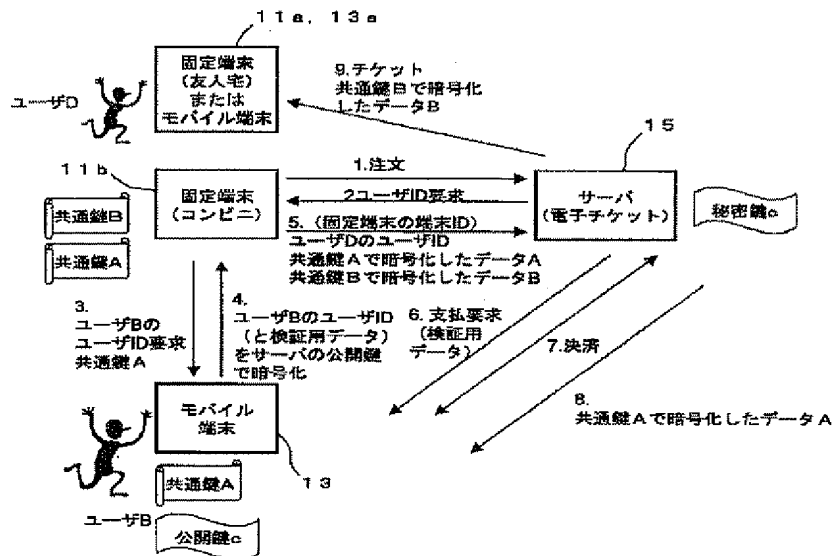 11a, 13a
固定端末
(友人宅)
または
モバイル端末
ユーザD
9.チケット
共通鍵Bで暗号化
したデータB
15
11b
固定端末
(コンビニ)
共通鍵B
共通鍵A
1.注文
2ユーザID要求
5. (固定端末の端末ID)
ユーザDのユーザID
共通鍵Aで暗号化したデータA
共通鍵Bで暗号化したデータB
サーバ
(電子チケット)
秘密鍵c
3.
ユーザBの
ユーザID要求
共通鍵A
4.
ユーザBのユーザID
(と検証用データ)
をサーバの公開鍵
で暗号化
6. 支払要求
(検証用
データ)
7.決済
8.
共通鍵Aで暗号化したデータA
モバイル
端末
13
共通鍵A
ユーザB
公開鍵c